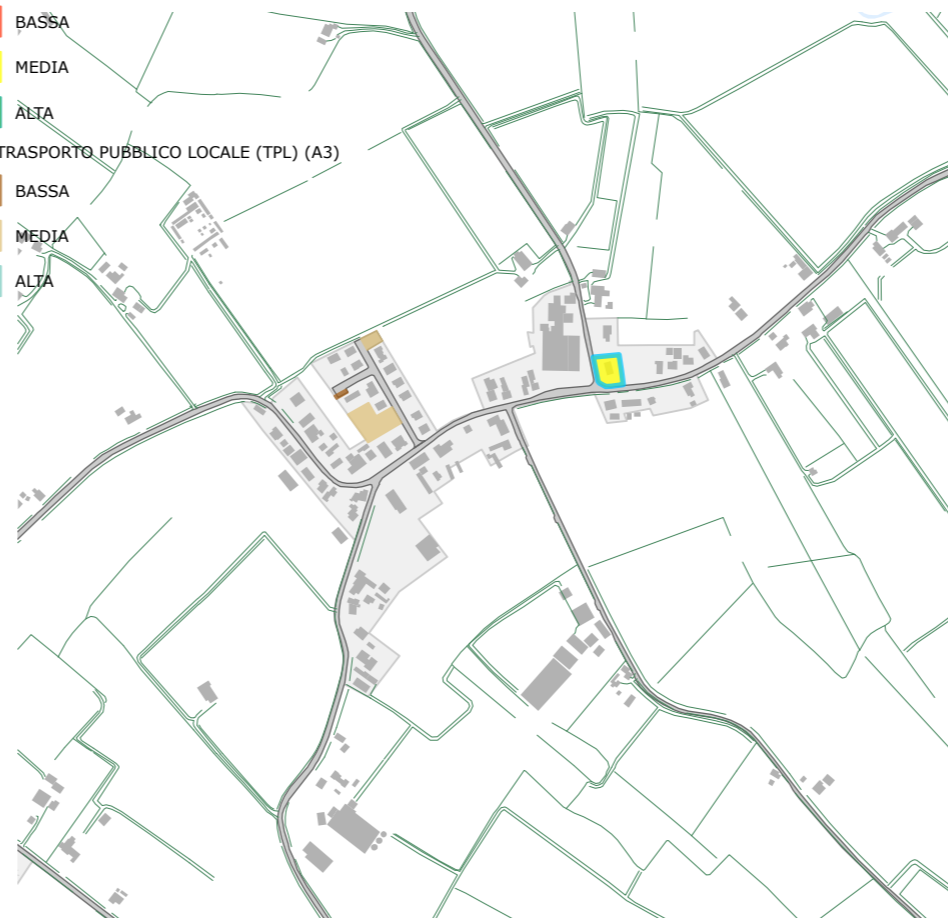 BASSA
MEDIA
ALTA
TRASPORTO PUBBLICO LOCALE (TPL) (A3)
BASSA
MEDIA
ALTA